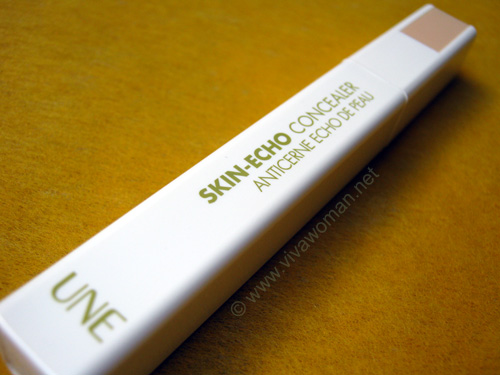 SKIN-ECHO CONCEALER
ANTICERNE ECHO DE PEAU
UNE
© www.vivawoman.net